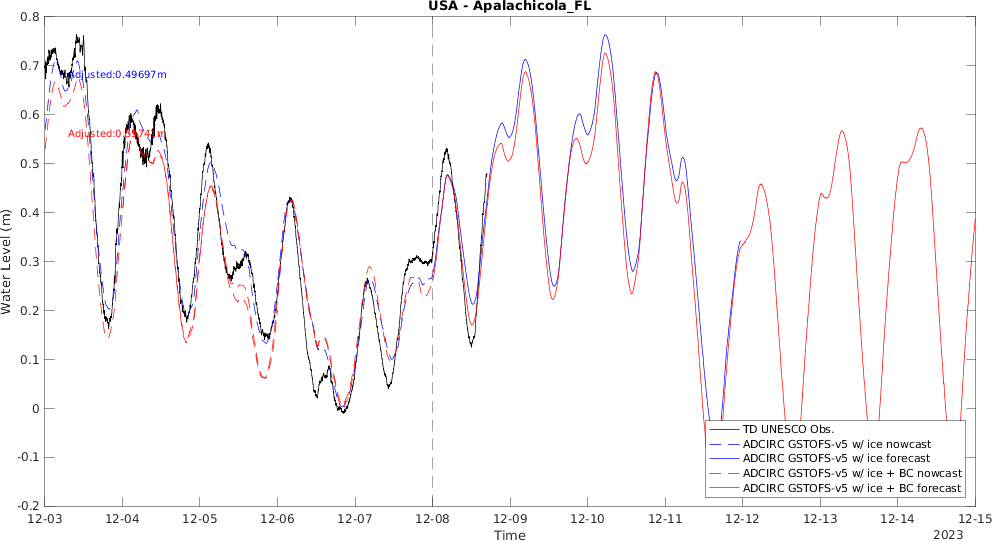 USA - Apalachicola_FL
0.8
0.7
0.6
0.5
0.4
0.3
0.2
0.1
0
-0.1
-0.2
Water Level (m)
Adjusted:0.49697m
TD UNESCO Obs.
ADCIRC GSTOFS-v5 w/ ice nowcast
ADCIRC GSTOFS-v5 w/ ice forecast
ADCIRC GSTOFS-v5 w/ ice + BC nowcast
ADCIRC GSTOFS-v5 w/ ice + BC forecast
12-03 12-04 12-05 12-06 12-07 12-08 12-09 12-10 12-11 12-12 12-13 12-14 12-15
Time
2023